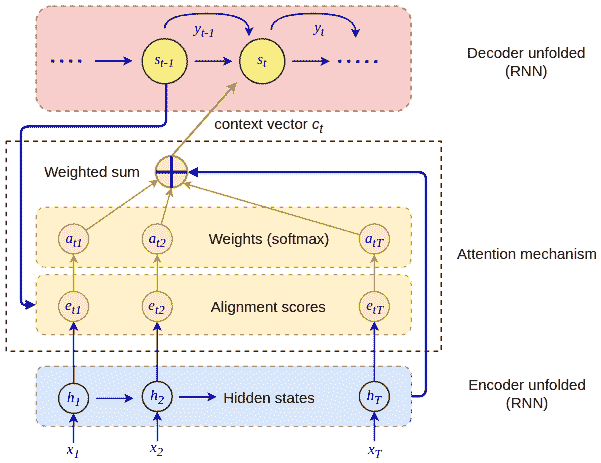 y_{t-1} y_t
s_{t-1} s_t
Decoder unfolded
(RNN)
context vector c_t
Weighted sum
a_{t1} a_{t2} Weights (softmax) a_{tT}
Attention mechanism
e_{t1} e_{t2} Alignment scores e_{tT}
h_1 h_2 Hidden states h_T
Encoder unfolded
(RNN)
x_1 x_2 x_T